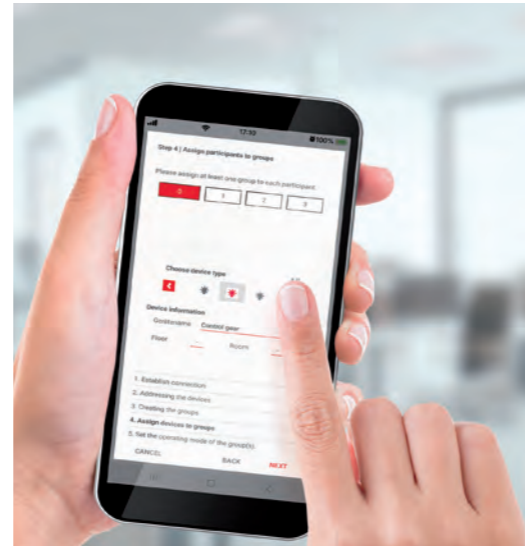 17:10
100%
Step 4 | Assign participants to groups
Please assign at least one group to each participant.
0 1 2 3
Choose device type
Device information
Control gear
Floor Room
1. Establish connection
2. Addressing the devices
3. Creating the groups
4. Assign devices to groups
5. Set the operating mode of the group(s)
CANCEL BACK NEXT